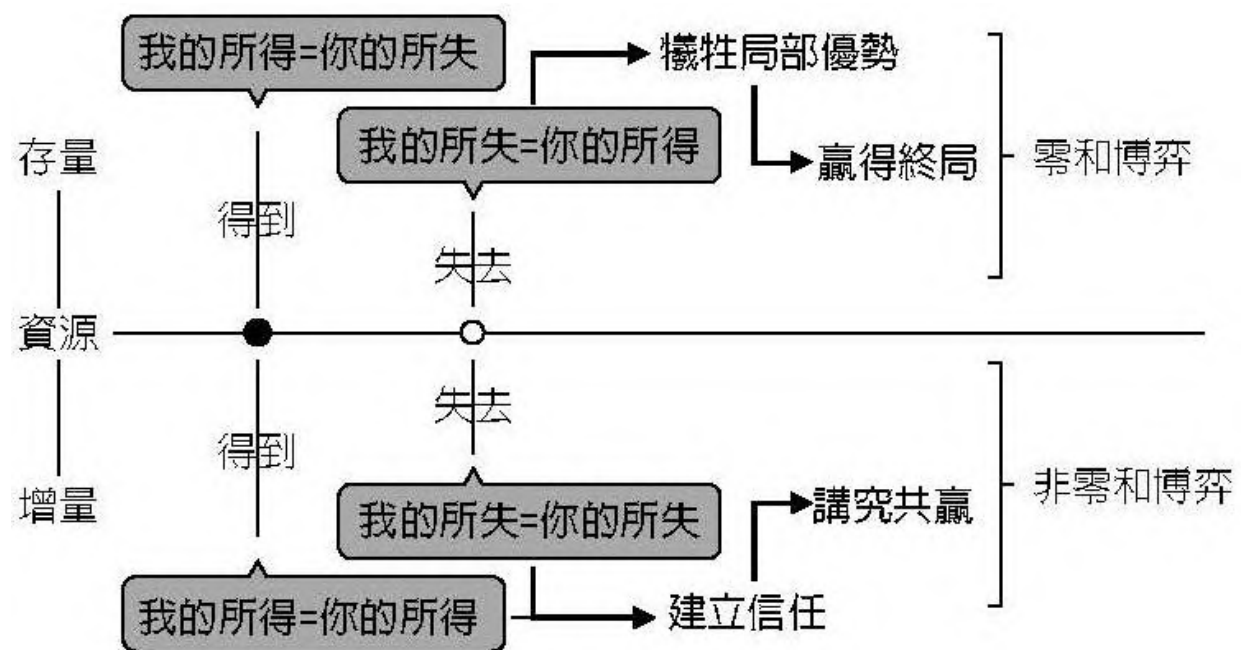 我的所得=你的所失
犧牲局部優勢
我的所失=你的所得
存量
贏得終局
零和博弈
得到
失去
資源
失去
得到
增量
我的所失=你的所失
講究共贏
非零和博弈
我的所得=你的所得
建立信任